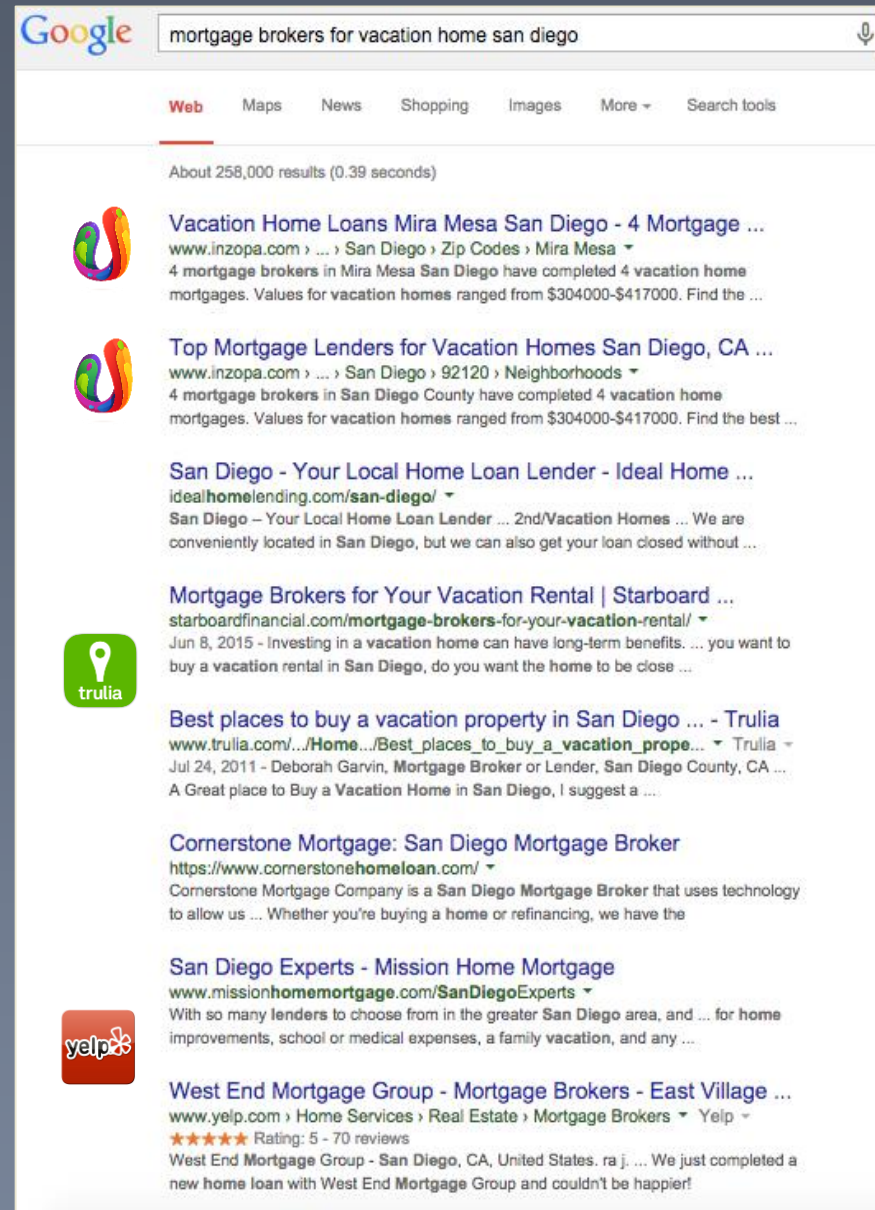 Google mortgage brokers for vacation home san diego
Web Maps News Shopping Images More Search tools
About 258,000 results (0.39 seconds)
Vacation Home Loans Mira Mesa San Diego - 4 Mortgage ...
www.inzopa.com › ... › San Diego › Zip Codes › Mira Mesa
4 mortgage brokers in Mira Mesa San Diego have completed 4 vacation home
mortgages. Values for vacation homes ranged from $304000-$417000. Find the ...
Top Mortgage Lenders for Vacation Homes San Diego, CA ...
www.inzopa.com › ... › San Diego › 92120 › Neighborhoods
4 mortgage brokers in San Diego County have completed 4 vacation home
mortgages. Values for vacation homes ranged from $304000-$417000. Find the best ...
San Diego - Your Local Home Loan Lender - Ideal Home ...
idealhomelending.com/san-diego/
San Diego – Your Local Home Loan Lender ... 2nd/Vacation Homes ... We are
conveniently located in San Diego, but we can also get your loan closed without ...
Mortgage Brokers for Your Vacation Rental | Starboard ...
starboardfinancial.com/mortgage-brokers-for-your-vacation-rental/
Jun 8, 2015 - Investing in a vacation home can have long-term benefits. ... you want to
buy a vacation rental in San Diego, do you want the home to be close ...
trulia
Best places to buy a vacation property in San Diego ... - Trulia
www.trulia.com/.../Home.../Best_places_to_buy_a_vacation_prope... Trulia
Jul 24, 2011 - Deborah Garvin, Mortgage Broker or Lender, San Diego County, CA ...
A Great place to Buy a Vacation Home in San Diego, I suggest a ...
Cornerstone Mortgage: San Diego Mortgage Broker
https://www.cornerstonehomeloan.com/
Cornerstone Mortgage Company is a San Diego Mortgage Broker that uses technology
to allow us ... Whether you're buying a home or refinancing, we have the
San Diego Experts - Mission Home Mortgage
www.missionhomemortgage.com/SanDiegoExperts
With so many lenders to choose from in the greater San Diego area, and ... for home
improvements, school or medical expenses, a family vacation, and any ...
yelp
West End Mortgage Group - Mortgage Brokers - East Village ...
www.yelp.com › Home Services › Real Estate › Mortgage Brokers Yelp
★★★★★ Rating: 5 - 70 reviews
West End Mortgage Group - San Diego, CA, United States. ra j. ... We just completed a
new home loan with West End Mortgage Group and couldn't be happier!